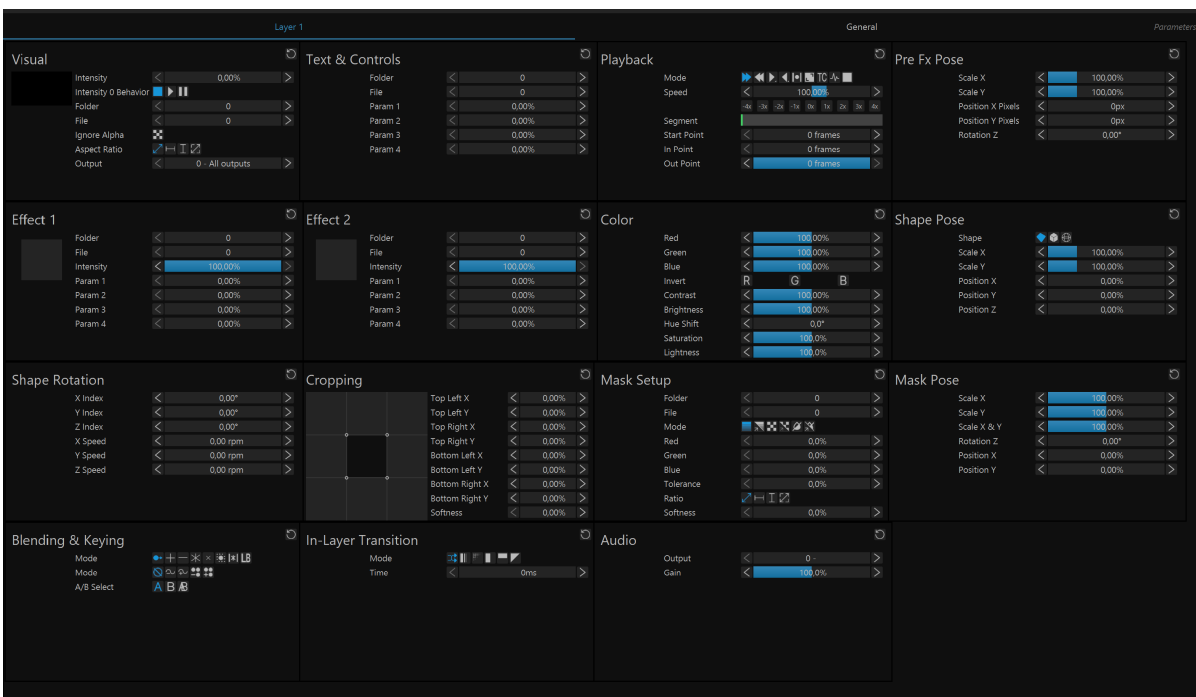 Layer 1
General
Parameters
Visual
Intensity 0,00%
Intensity 0 Behavior
Folder 0
File 0
Ignore Alpha
Aspect Ratio
Output 0 - All outputs
Text & Controls
Folder 0
File 0
Param 1 0,00%
Param 2 0,00%
Param 3 0,00%
Param 4 0,00%
Playback
Mode TC
Speed 100,00%
-4x -3x -2x -1x 0x 1x 2x 3x 4x
Segment
Start Point 0 frames
In Point 0 frames
Out Point 0 frames
Pre Fx Pose
Scale X 100,00%
Scale Y 100,00%
Position X Pixels 0px
Position Y Pixels 0px
Rotation Z 0,00°
Effect 1
Folder 0
File 0
Intensity 100,00%
Param 1 0,00%
Param 2 0,00%
Param 3 0,00%
Param 4 0,00%
Effect 2
Folder 0
File 0
Intensity 100,00%
Param 1 0,00%
Param 2 0,00%
Param 3 0,00%
Param 4 0,00%
Color
Red 100,00%
Green 100,00%
Blue 100,00%
Invert R G B
Contrast 100,00%
Brightness 100,00%
Hue Shift 0,0°
Saturation 100,0%
Lightness 100,0%
Shape Pose
Shape
Scale X 100,00%
Scale Y 100,00%
Position X 0,00%
Position Y 0,00%
Position Z 0,00%
Shape Rotation
X Index 0,00°
Y Index 0,00°
Z Index 0,00°
X Speed 0,00 rpm
Y Speed 0,00 rpm
Z Speed 0,00 rpm
Cropping
Top Left X 0,00%
Top Left Y 0,00%
Top Right X 0,00%
Top Right Y 0,00%
Bottom Left X 0,00%
Bottom Left Y 0,00%
Bottom Right X 0,00%
Bottom Right Y 0,00%
Softness 0,00%
Mask Setup
Folder 0
File 0
Mode
Red 0,0%
Green 0,0%
Blue 0,0%
Tolerance 0,0%
Ratio
Softness 0,0%
Mask Pose
Scale X 100,00%
Scale Y 100,00%
Scale X & Y 100,00%
Rotation Z 0,00°
Position X 0,00%
Position Y 0,00%
Blending & Keying
Mode LB
Mode
A/B Select A B AB
In-Layer Transition
Mode
Time 0ms
Audio
Output 0 -
Gain 100,0%